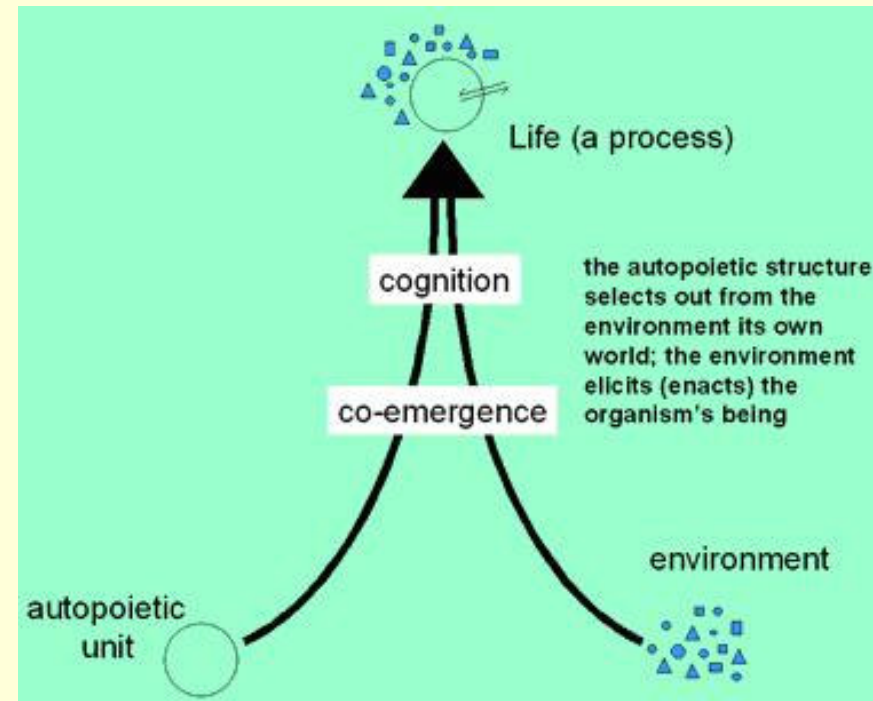 Life (a process)
cognition
the autopoietic structure
selects out from the
environment its own
world; the environment
elicits (enacts) the
organism's being
co-emergence
environment
autopoietic
unit